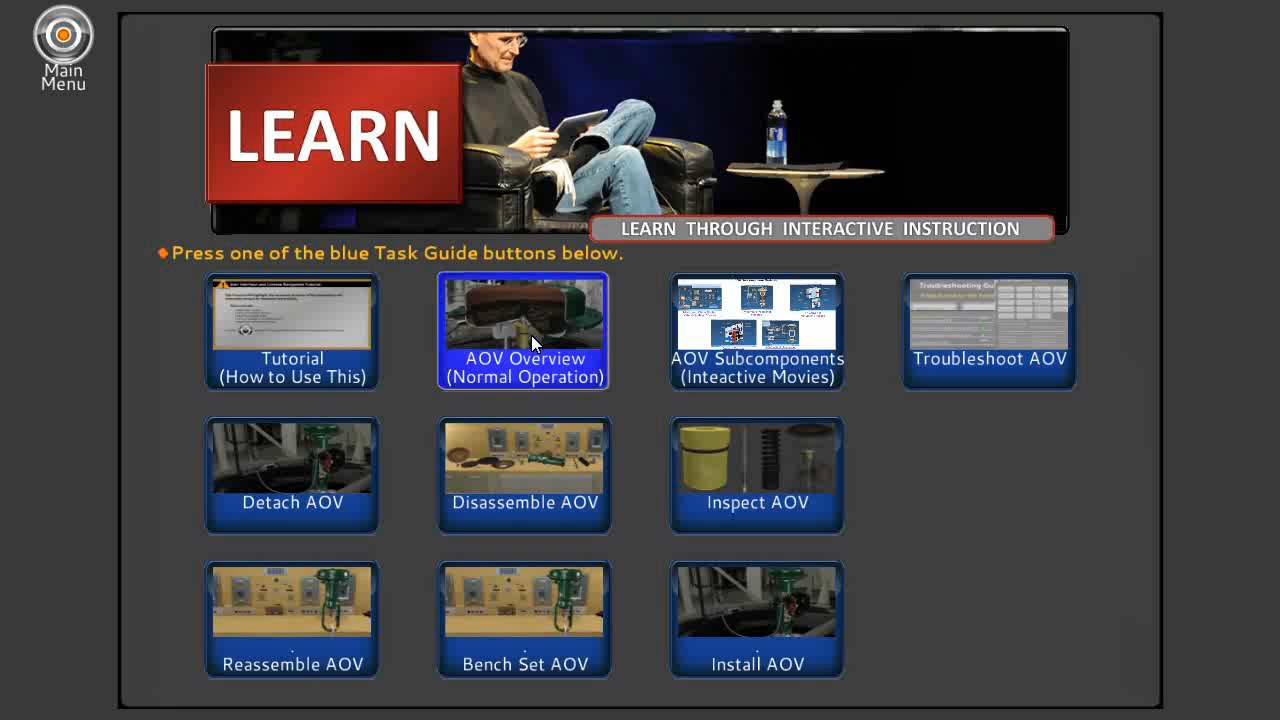 Main
Menu
LEARN
LEARN THROUGH INTERACTIVE INSTRUCTION
Press one of the blue Task Guide buttons below.
Tutorial
(How to Use This)
AOV Overview
(Normal Operation)
AOV Subcomponents
(Inteactive Movies)
Troubleshooting Gu
Troubleshoot AOV
Detach AOV
Disassemble AOV
Inspect AOV
.
Reassemble AOV
.
Bench Set AOV
.
Install AOV